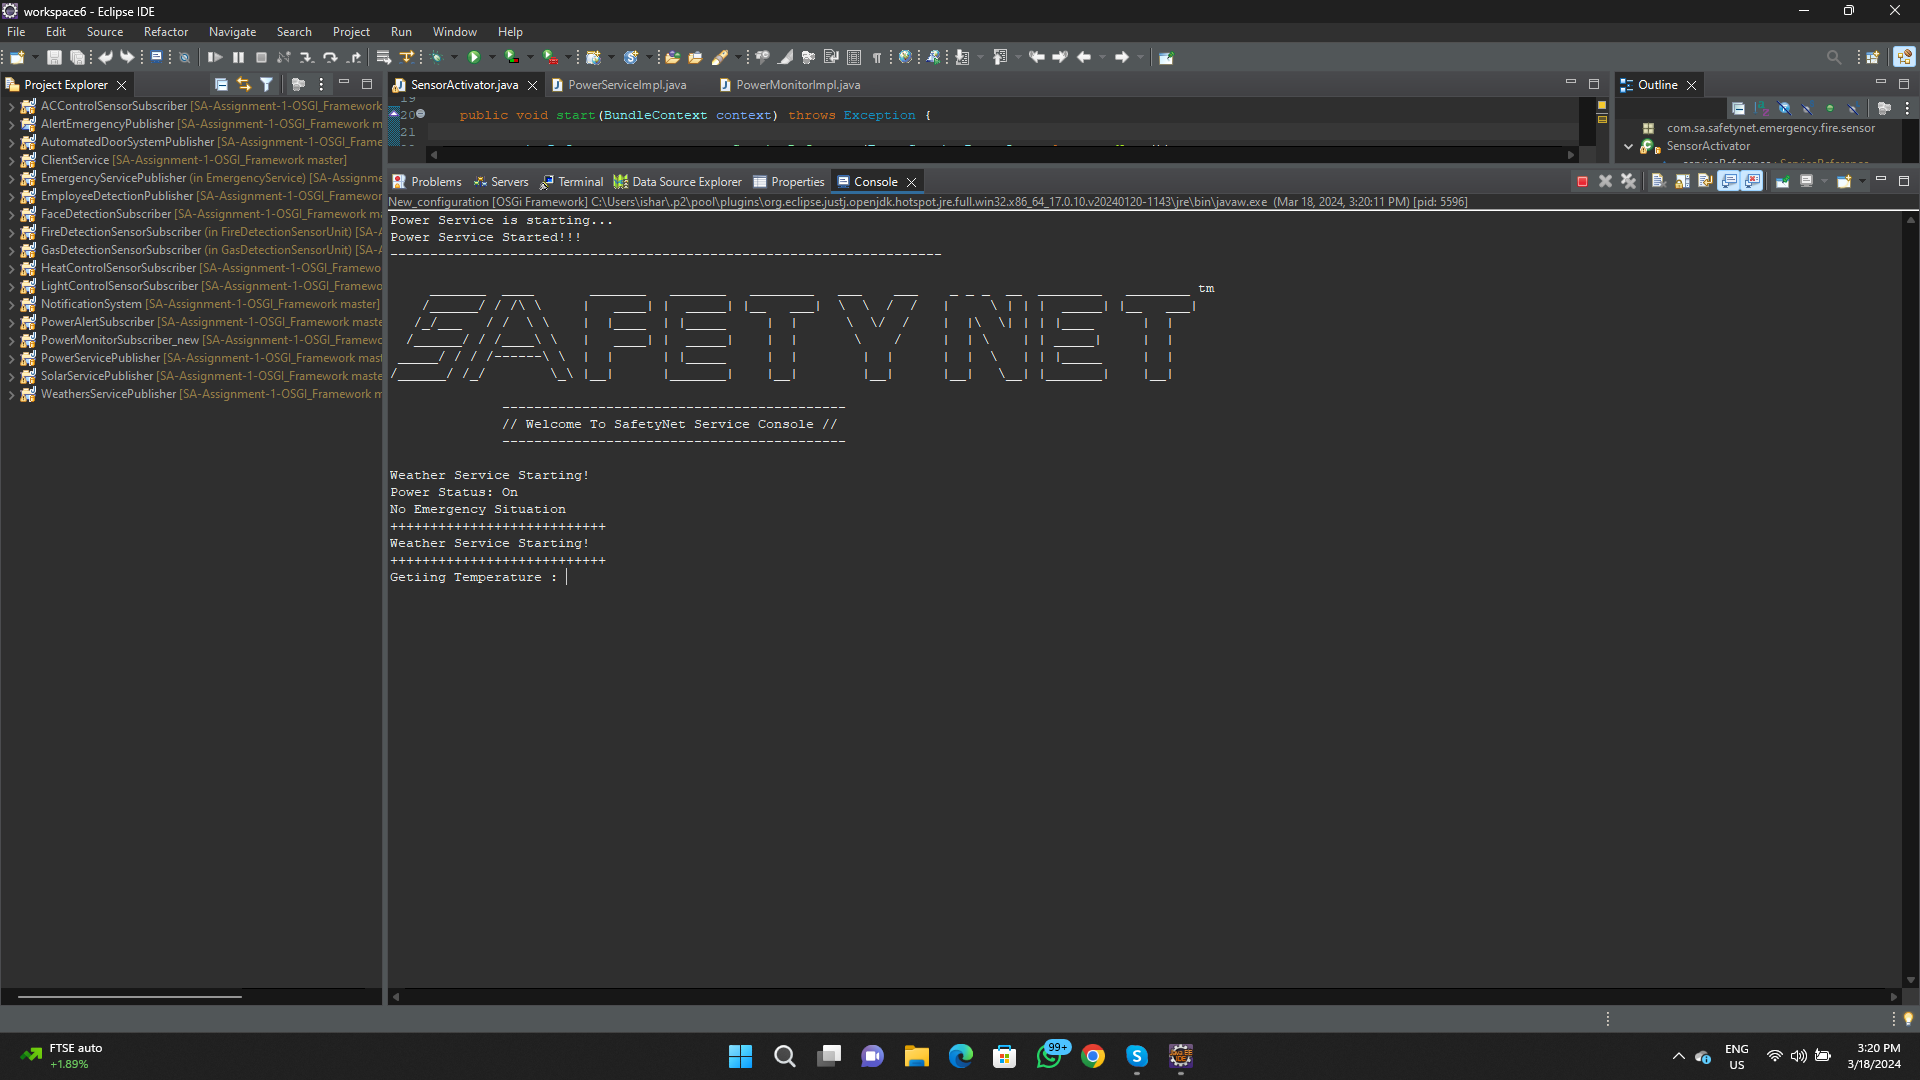 workspace6 - Eclipse IDE
File Edit Source Refactor Navigate Search Project Run Window Help
Project Explorer
ACControlSensorSubscriber [SA-Assignment-1-OSGI_Framework
AlertEmergencyPublisher [SA-Assignment-1-OSGI_Framework m
AutomatedDoorSystemPublisher [SA-Assignment-1-OSGI_Frame
ClientService [SA-Assignment-1-OSGI_Framework master]
EmergencyServicePublisher (in EmergencyService) [SA-Assignme
EmployeeDetectionPublisher [SA-Assignment-1-OSGI_Framewor
FaceDetectionSubscriber [SA-Assignment-1-OSGI_Framework m
FireDetectionSensorSubscriber (in FireDetectionSensorUnit) [SA-
GasDetectionSensorSubscriber (in GasDetectionSensorUnit) [SA-
HeatControlSensorSubscriber [SA-Assignment-1-OSGI_Framewo
LightControlSensorSubscriber [SA-Assignment-1-OSGI_Framewo
NotificationSystem [SA-Assignment-1-OSGI_Framework master]
PowerAlertSubscriber [SA-Assignment-1-OSGI_Framework maste
PowerMonitorSubscriber_new [SA-Assignment-1-OSGI_Framewo
PowerServicePublisher [SA-Assignment-1-OSGI_Framework mast
SolarServicePublisher [SA-Assignment-1-OSGI_Framework maste
WeathersServicePublisher [SA-Assignment-1-OSGI_Framework m
SensorActivator.java PowerServiceImpl.java PowerMonitorImpl.java
19
20 public void start(BundleContext context) throws Exception {
21
Outline
com.sa.safetynet.emergency.fire.sensor
SensorActivator
Problems Servers Terminal Data Source Explorer Properties Console
New_configuration [OSGi Framework] C:\Users\ishar\.p2\pool\plugins\org.eclipse.justj.openjdk.hotspot.jre.full.win32.x86_64_17.0.10.v20240120-1143\jre\bin\javaw.exe (Mar 18, 2024, 3:20:11 PM) [pid: 5596]
Power Service is starting...
Power Service Started!!!
---------------------------------------------------------------------
SAFETYNET tm
-------------------------------------------
// Welcome To SafetyNet Service Console //
-------------------------------------------
Weather Service Starting!
Power Status: On
No Emergency Situation
+++++++++++++++++++++++++++
Weather Service Starting!
+++++++++++++++++++++++++++
Getiing Temperature :
FTSE auto
+1.89%
99+
ENG
US
3:20 PM
3/18/2024